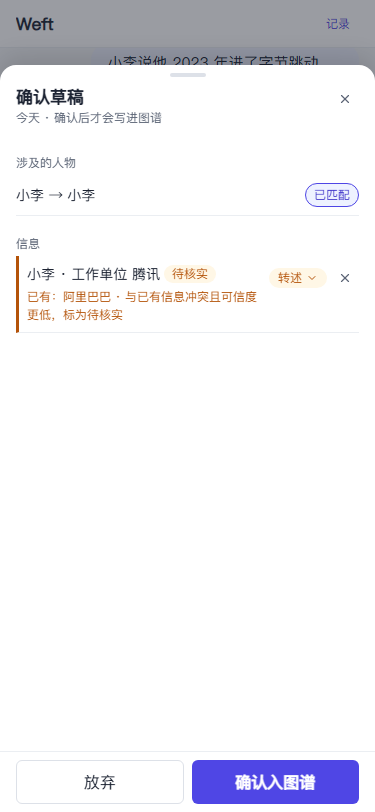 Weft
记录
小李说他 2023 年进了字节跳动
确认草稿
今天 · 确认后才会写进图谱
涉及的人物
小李 → 小李
已匹配
信息
小李 · 工作单位 腾讯 待核实
转述
已有：阿里巴巴 · 与已有信息冲突且可信度
更低，标为待核实
放弃
确认入图谱